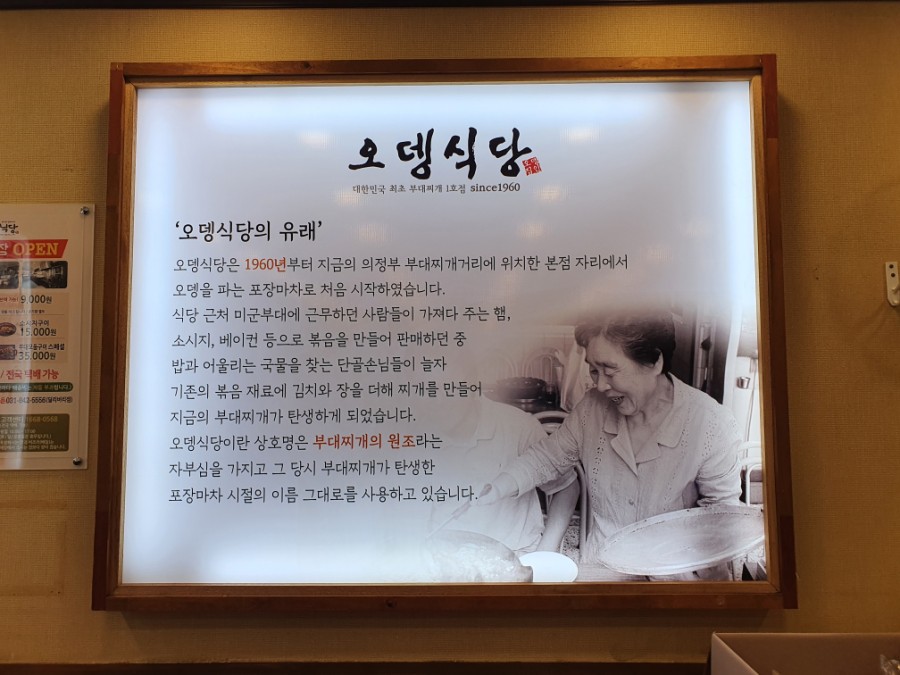 오뎅식당
대한민국 최초 부대찌개 1호점 since1960
‘오뎅식당의 유래’
오뎅식당은 1960년부터 지금의 의정부 부대찌개거리에 위치한 본점 자리에서
오뎅을 파는 포장마차로 처음 시작하였습니다.
식당 근처 미군부대에 근무하던 사람들이 가져다 주는 햄,
소시지, 베이컨 등으로 볶음을 만들어 판매하던 중
밥과 어울리는 국물을 찾는 단골손님들이 늘자
기존의 볶음 재료에 김치와 장을 더해 찌개를 만들어
지금의 부대찌개가 탄생하게 되었습니다.
오뎅식당이란 상호명은 부대찌개의 원조라는
자부심을 가지고 그 당시 부대찌개가 탄생한
포장마차 시절의 이름 그대로를 사용하고 있습니다.
식당
장 OPEN
9,000원
15,000원
35,000원
/ 전국 택배 가능